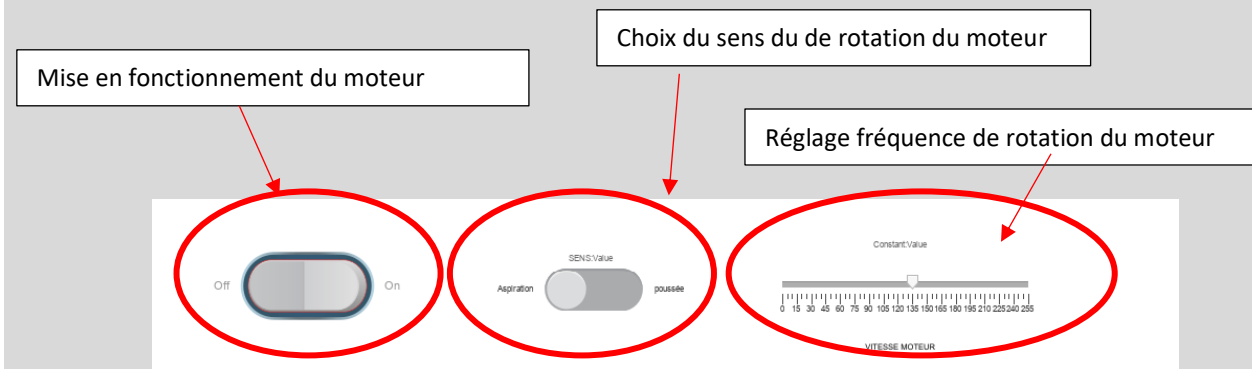 Choix du sens du de rotation du moteur
Mise en fonctionnement du moteur
Réglage fréquence de rotation du moteur
Off
On
SENS:Value
Aspiration
poussée
Constant:Value
0 15 30 45 60 75 90 105 120 135 150 165 180 195 210 225 240 255
VITESSE MOTEUR